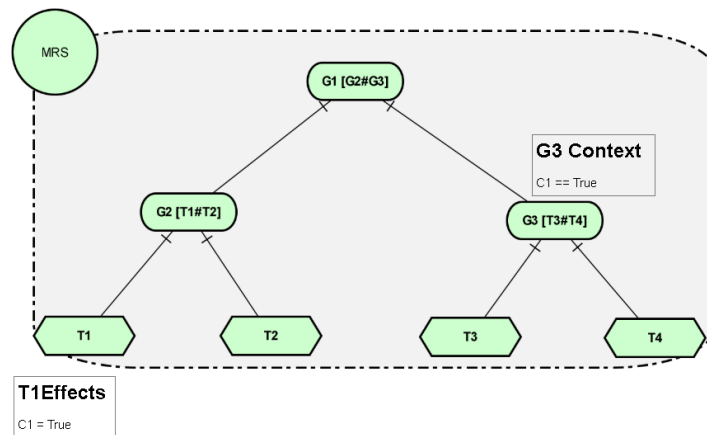 MRS
G1 [G2#G3]
G3 Context
C1 == True
G2 [T1#T2]
G3 [T3#T4]
T1
T2
T3
T4
T1Effects
C1 = True